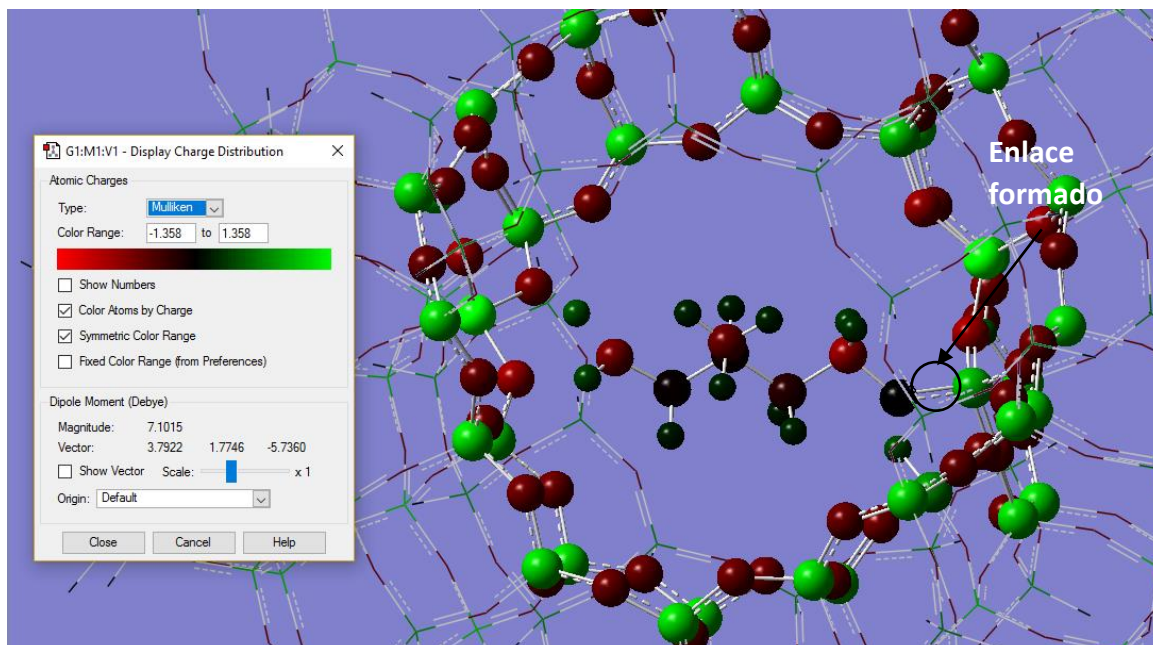 G1:M1:V1 - Display Charge Distribution
Atomic Charges
Type: Mulliken
Color Range: -1.358 to 1.358
Show Numbers
Color Atoms by Charge
Symmetric Color Range
Fixed Color Range (from Preferences)
Dipole Moment (Debye)
Magnitude: 7.1015
Vector: 3.7922 1.7746 -5.7360
Show Vector Scale: x 1
Origin: Default
Close Cancel Help
Enlace
formado